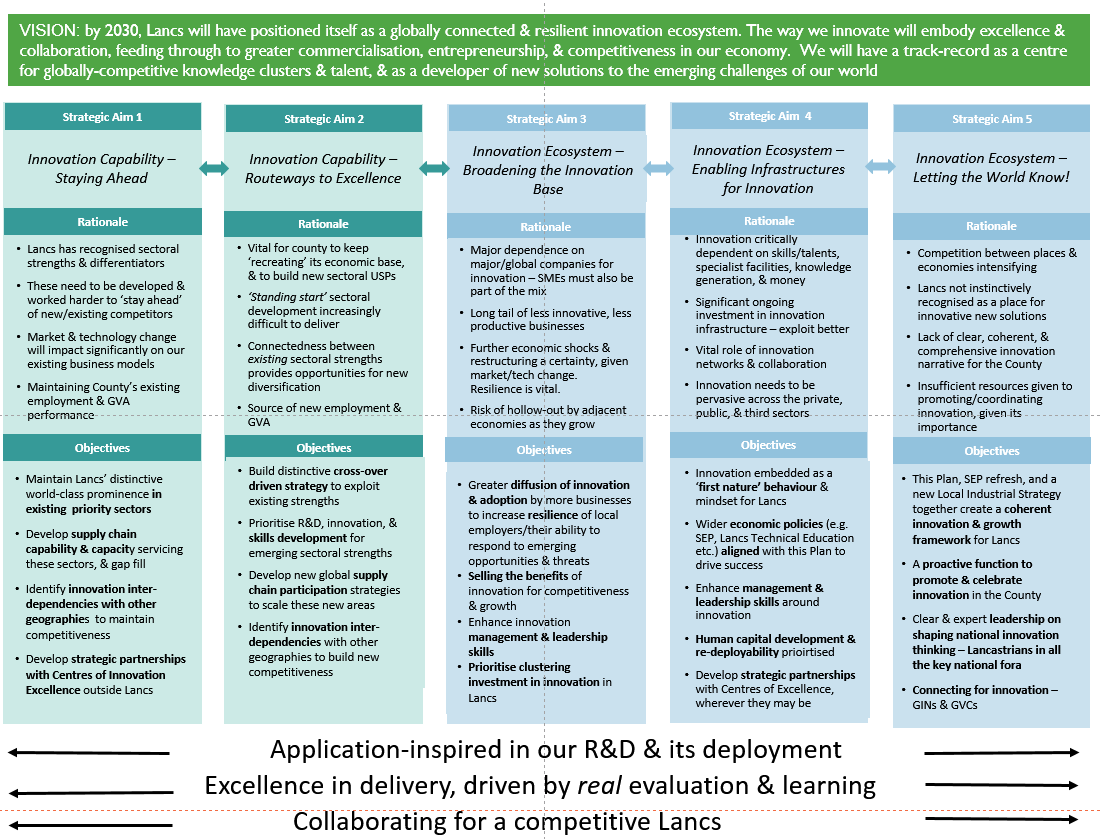 VISION: by 2030, Lancs will have positioned itself as a globally connected & resilient innovation ecosystem. The way we innovate will embody excellence &
collaboration, feeding through to greater commercialisation, entrepreneurship, & competitiveness in our economy.  We will have a track-record as a centre
for globally-competitive knowledge clusters & talent, & as a developer of new solutions to the emerging challenges of our world
Strategic Aim 1
Innovation Capability –
Staying Ahead
Rationale
• Lancs has recognised sectoral
strengths & differentiators
• These need to be developed &
worked harder to ‘stay ahead’
of new/existing competitors
• Market & technology change
will impact significantly on our
existing business models
• Maintaining County’s existing
employment & GVA
performance
Objectives
• Maintain Lancs’ distinctive
world-class prominence in
existing priority sectors
• Develop supply chain
capability & capacity servicing
these sectors, & gap fill
• Identify innovation inter-
dependencies with other
geographies to maintain
competitiveness
• Develop strategic partnerships
with Centres of Innovation
Excellence outside Lancs
Strategic Aim 2
Innovation Capability –
Routeways to Excellence
Rationale
• Vital for county to keep
‘recreating’ its economic base,
& to build new sectoral USPs
• ‘Standing start’ sectoral
development increasingly
difficult to deliver
• Connectedness between
existing sectoral strengths
provides opportunities for new
diversification
• Source of new employment &
GVA
Objectives
• Build distinctive cross-over
driven strategy to exploit
existing strengths
• Prioritise R&D, innovation, &
skills development for
emerging sectoral strengths
• Develop new global supply
chain participation strategies
to scale these new areas
• Identify innovation inter-
dependencies with other
geographies to build new
competitiveness
Strategic Aim 3
Innovation Ecosystem –
Broadening the Innovation
Base
Rationale
• Major dependence on
major/global companies for
innovation – SMEs must also be
part of the mix
• Long tail of less innovative, less
productive businesses
• Further economic shocks &
restructuring a certainty, given
market/tech change.
Resilience is vital.
• Risk of hollow-out by adjacent
economies as they grow
Objectives
• Greater diffusion of innovation
& adoption by more businesses
to increase resilience of local
employers/their ability to
respond to emerging
opportunities & threats
• Selling the benefits of
innovation for competitiveness
& growth
• Enhance innovation
management & leadership
skills
• Prioritise clustering
investment in innovation in
Lancs
Strategic Aim 4
Innovation Ecosystem –
Enabling Infrastructures
for Innovation
Rationale
• Innovation critically
dependent on skills/talents,
specialist facilities, knowledge
generation, & money
• Significant ongoing
investment in innovation
infrastructure – exploit better
• Vital role of innovation
networks & collaboration
• Innovation needs to be
pervasive across the private,
public, & third sectors
Objectives
• Innovation embedded as a
‘first nature’ behaviour &
mindset for Lancs
• Wider economic policies (e.g.
SEP, Lancs Technical Education
etc.) aligned with this Plan to
drive success
• Enhance management &
leadership skills around
innovation
• Human capital development &
re-deployability prioirtised
• Develop strategic partnerships
with Centres of Excellence,
wherever they may be
Strategic Aim 5
Innovation Ecosystem –
Letting the World Know!
Rationale
• Competition between places &
economies intensifying
• Lancs not instinctively
recognised as a place for
innovative new solutions
• Lack of clear, coherent, &
comprehensive innovation
narrative for the County
• Insufficient resources given to
promoting/coordinating
innovation, given its
importance
Objectives
• This Plan, SEP refresh, and a
new Local Industrial Strategy
together create a coherent
innovation & growth
framework for Lancs
• A proactive function to
promote & celebrate
innovation in the County
• Clear & expert leadership on
shaping national innovation
thinking – Lancastrians in all
the key national fora
• Connecting for innovation –
GINs & GVCs
Application-inspired in our R&D & its deployment
Excellence in delivery, driven by real evaluation & learning
Collaborating for a competitive Lancs